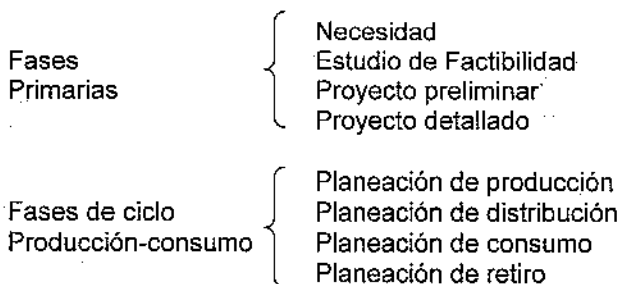 Fases
Primarias
Necesidad
Estudio de Factibilidad
Proyecto preliminar
Proyecto detallado
Fases de ciclo
Producción-consumo
Planeación de producción
Planeación de distribución
Planeación de consumo
Planeación de retiro